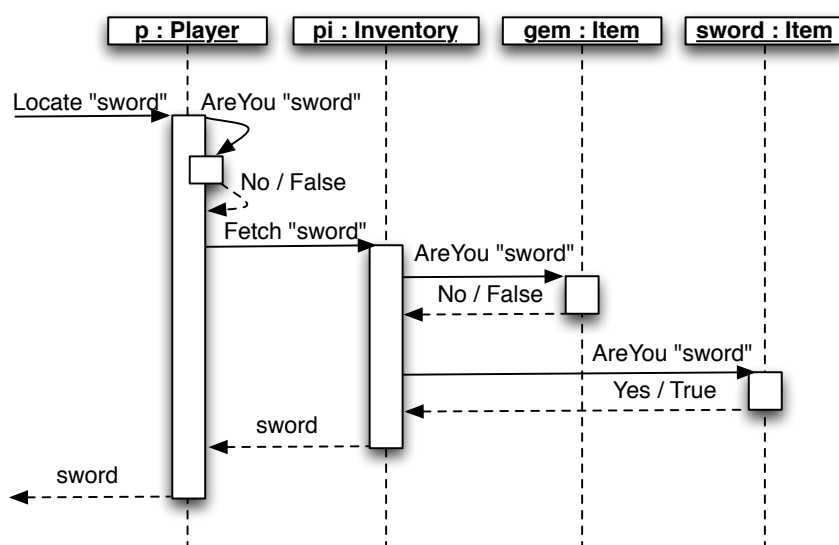 p : Player
pi : Inventory
gem : Item
sword : Item
Locate "sword"
AreYou "sword"
No / False
Fetch "sword"
AreYou "sword"
No / False
AreYou "sword"
Yes / True
sword
sword